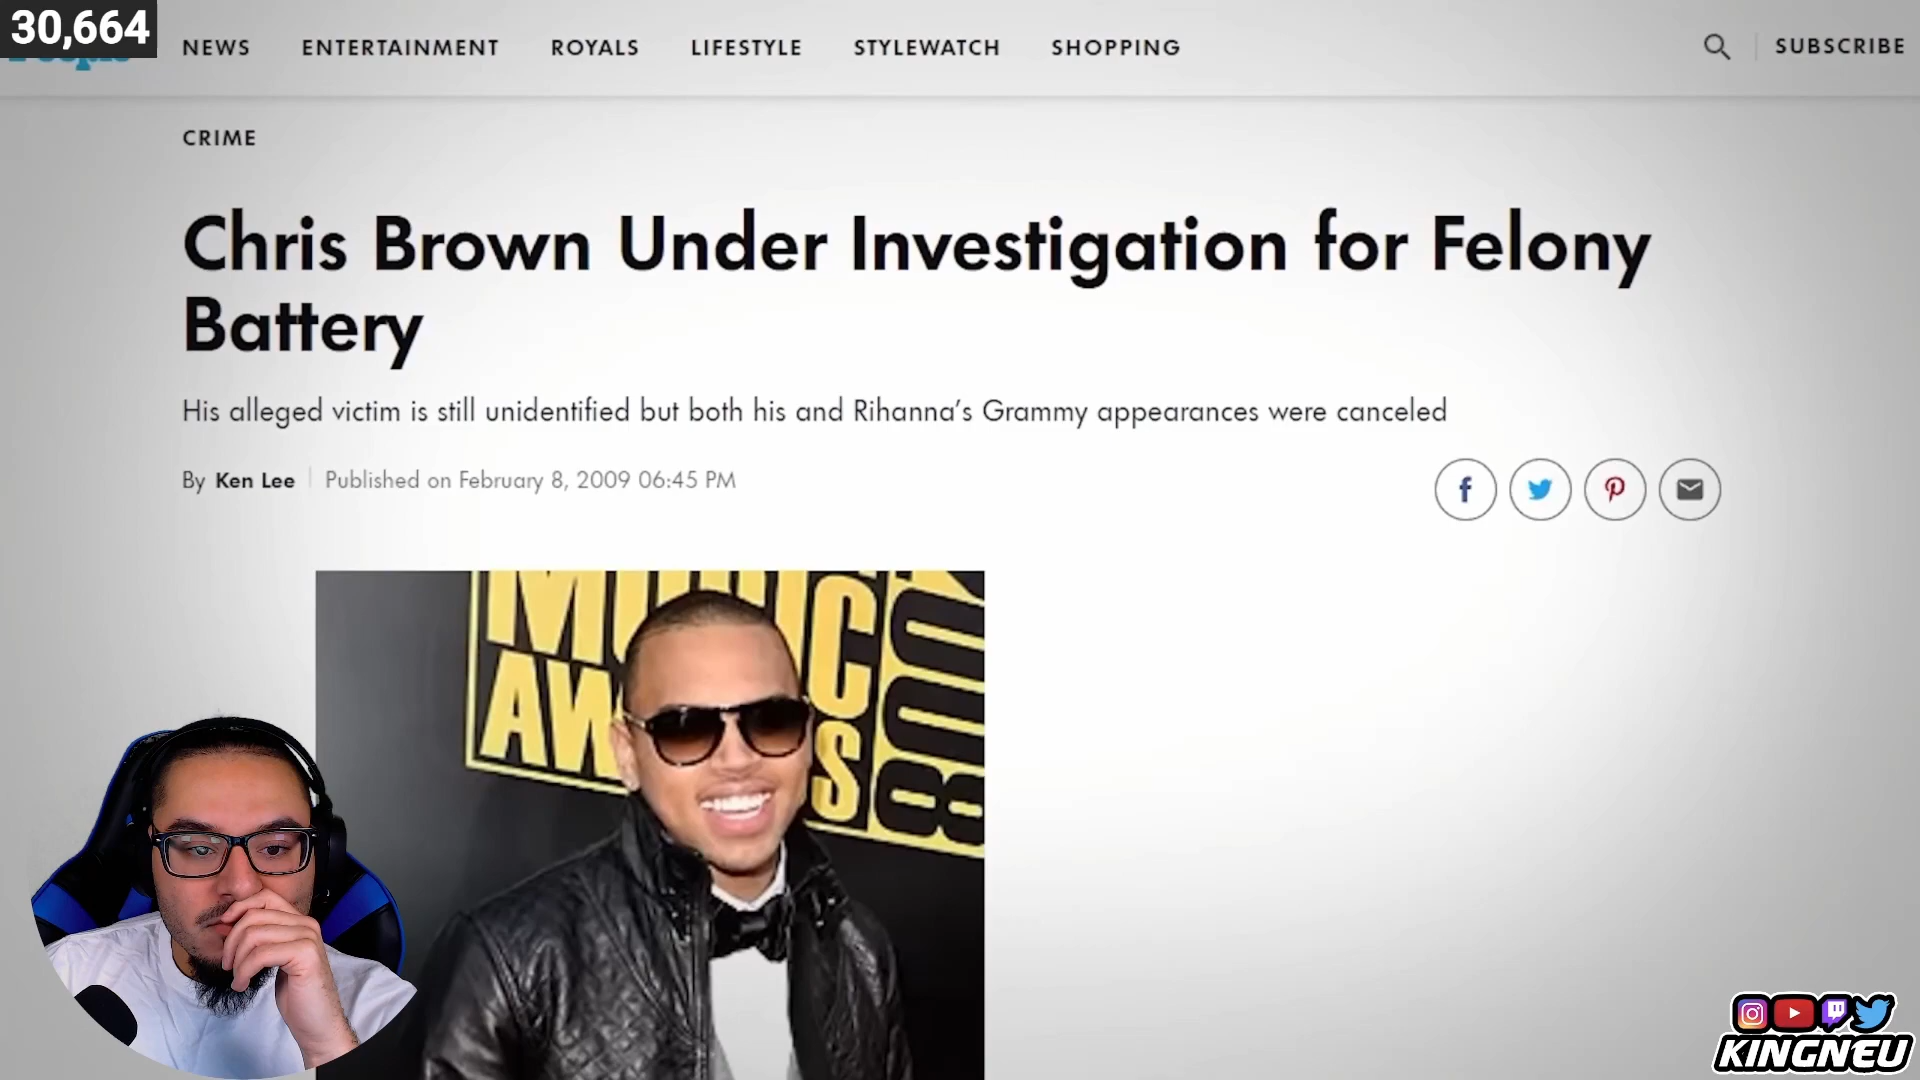 30,664
NEWS ENTERTAINMENT ROYALS LIFESTYLE STYLEWATCH SHOPPING SUBSCRIBE
CRIME
Chris Brown Under Investigation for Felony
Battery
His alleged victim is still unidentified but both his and Rihanna's Grammy appearances were canceled
By Ken Lee Published on February 8, 2009 06:45 PM
AW
S
KINGNEU